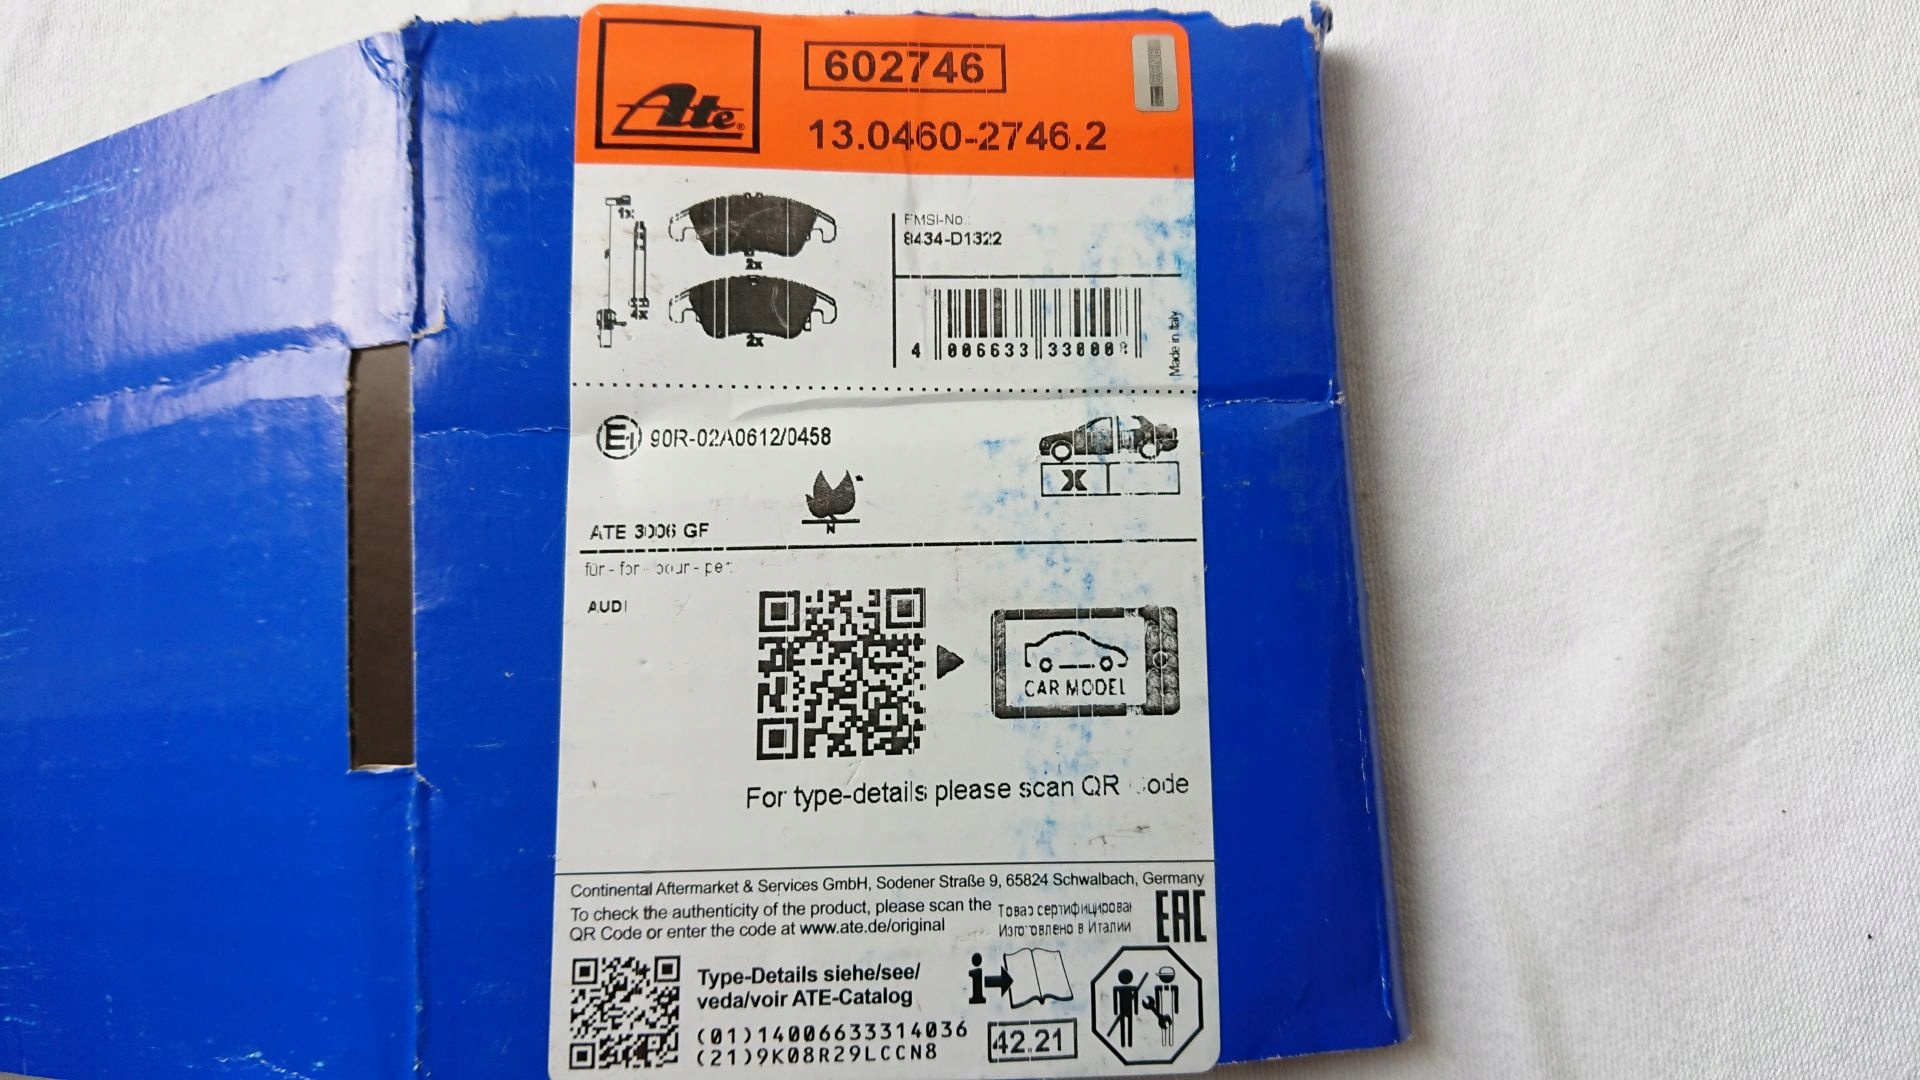 602746
Ate
13.0460-2746.2
1x
2x
2x
FMSI-No.:
8434-D1322
4 006633
Made in Italy
E1 90R-02A0612/0458
X
N
ATE 3006 GF
für - for - pour - per
AUDI
CAR MODEL
For type-details please scan QR
Continental Aftermarket & Services GmbH, Sodener Straße 9, 65824 Schwalbach, Germany
To check the authenticity of the product, please scan the
QR Code or enter the code at www.ate.de/original
Товар сертифицирован
Изготовлено в Италии
EAC
Type-Details siehe/see/
veda/voir ATE-Catalog
(01)14006633314036
(21)9K08R29LCCN8
42.21